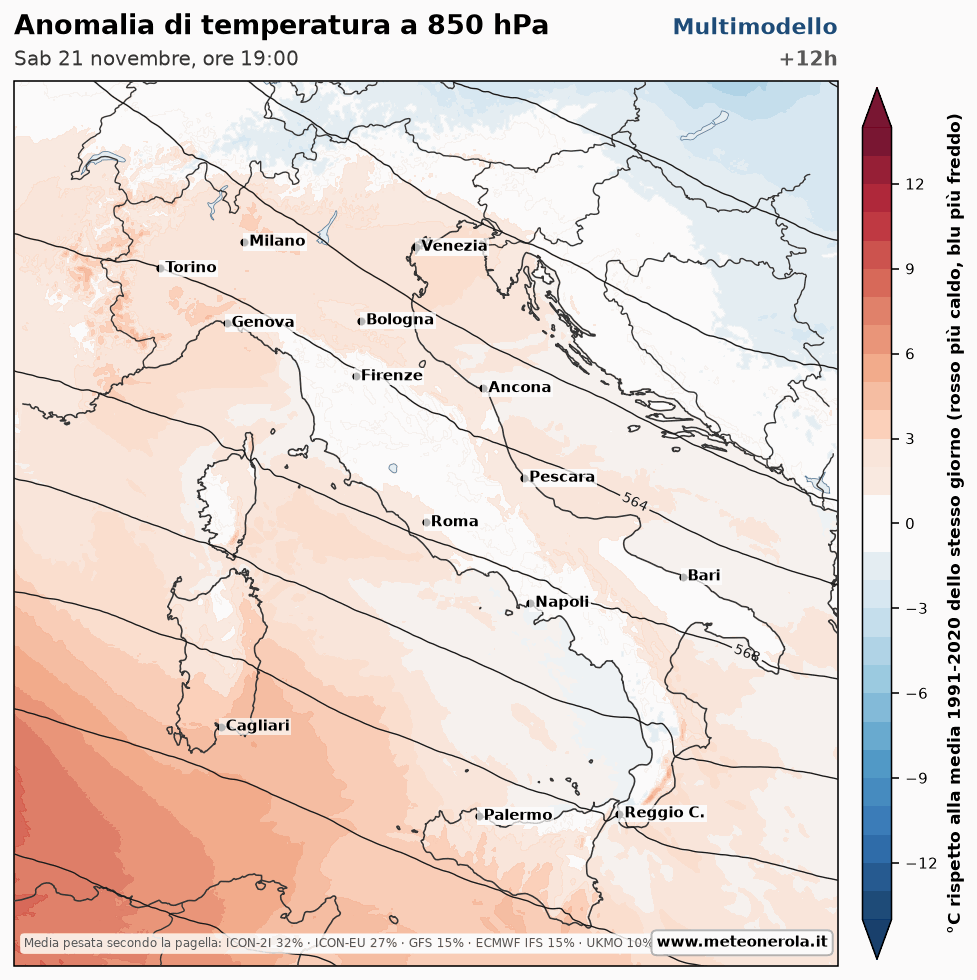 Anomalia di temperatura a 850 hPa
Multimodello
Sab 21 novembre, ore 19:00
+12h
Milano
Venezia
Torino
Genova
Bologna
Firenze
Ancona
Pescara
564
Roma
Bari
Napoli
568
Cagliari
Palermo
Reggio C.
12
9
6
3
0
−3
−6
−9
−12
°C rispetto alla media 1991-2020 dello stesso giorno (rosso più caldo, blu più freddo)
Media pesata secondo la pagella: ICON-2I 32% · ICON-EU 27% · GFS 15% · ECMWF IFS 15% · UKMO 10%
www.meteonerola.it